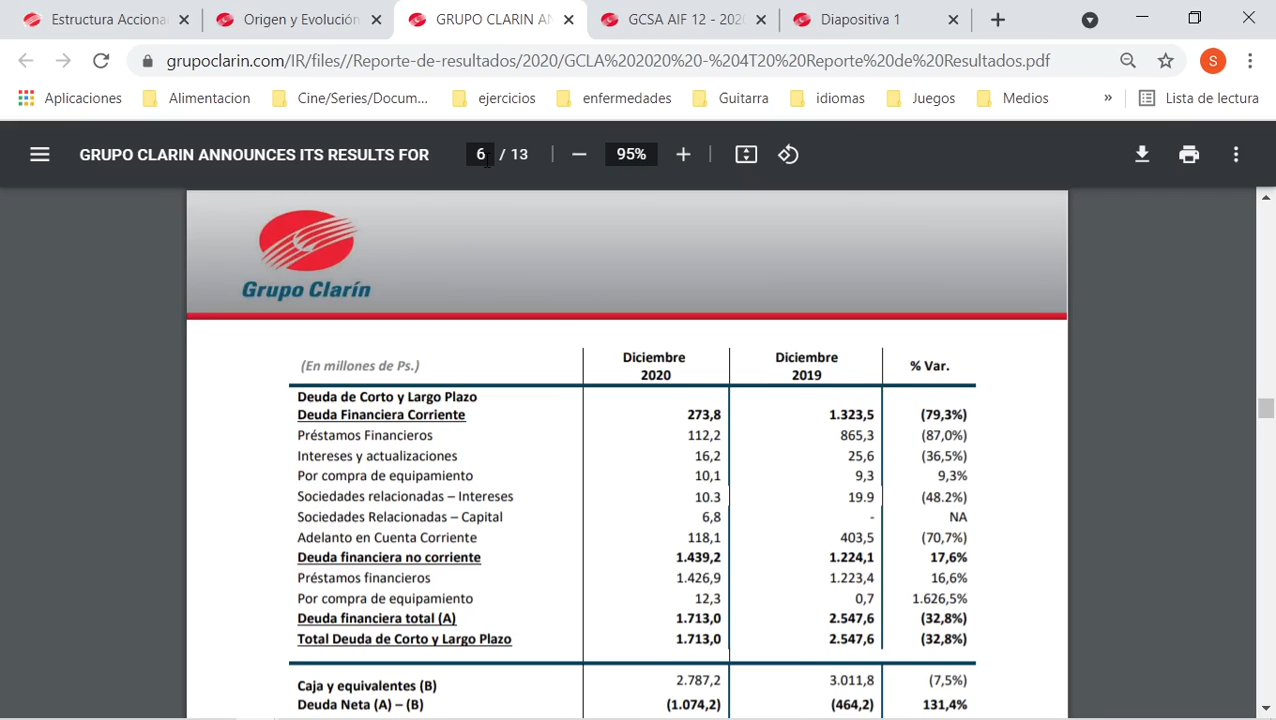 Estructura Acciona
Origen y Evolución
GRUPO CLARIN AN
GCSA AIF 12 - 2020
Diapositiva 1
grupoclarin.com/IR/files//Reporte-de-resultados/2020/GCLA%202020%20-%204T20%20Reporte%20de%20Resultados.pdf
S
Aplicaciones
Alimentacion
Cine/Series/Docum...
ejercicios
enfermedades
Guitarra
idiomas
Juegos
Medios
»
Lista de lectura
GRUPO CLARIN ANNOUNCES ITS RESULTS FOR
6 / 13
95%
Grupo Clarín
(En millones de Ps.) Diciembre 2020 Diciembre 2019 % Var.
Deuda de Corto y Largo Plazo
Deuda Financiera Corriente 273,8 1.323,5 (79,3%)
Préstamos Financieros 112,2 865,3 (87,0%)
Intereses y actualizaciones 16,2 25,6 (36,5%)
Por compra de equipamiento 10,1 9,3 9,3%
Sociedades relacionadas – Intereses 10.3 19.9 (48.2%)
Sociedades Relacionadas – Capital 6,8 - NA
Adelanto en Cuenta Corriente 118,1 403,5 (70,7%)
Deuda financiera no corriente 1.439,2 1.224,1 17,6%
Préstamos financieros 1.426,9 1.223,4 16,6%
Por compra de equipamiento 12,3 0,7 1.626,5%
Deuda financiera total (A) 1.713,0 2.547,6 (32,8%)
Total Deuda de Corto y Largo Plazo 1.713,0 2.547,6 (32,8%)
Caja y equivalentes (B) 2.787,2 3.011,8 (7,5%)
Deuda Neta (A) – (B) (1.074,2) (464,2) 131,4%